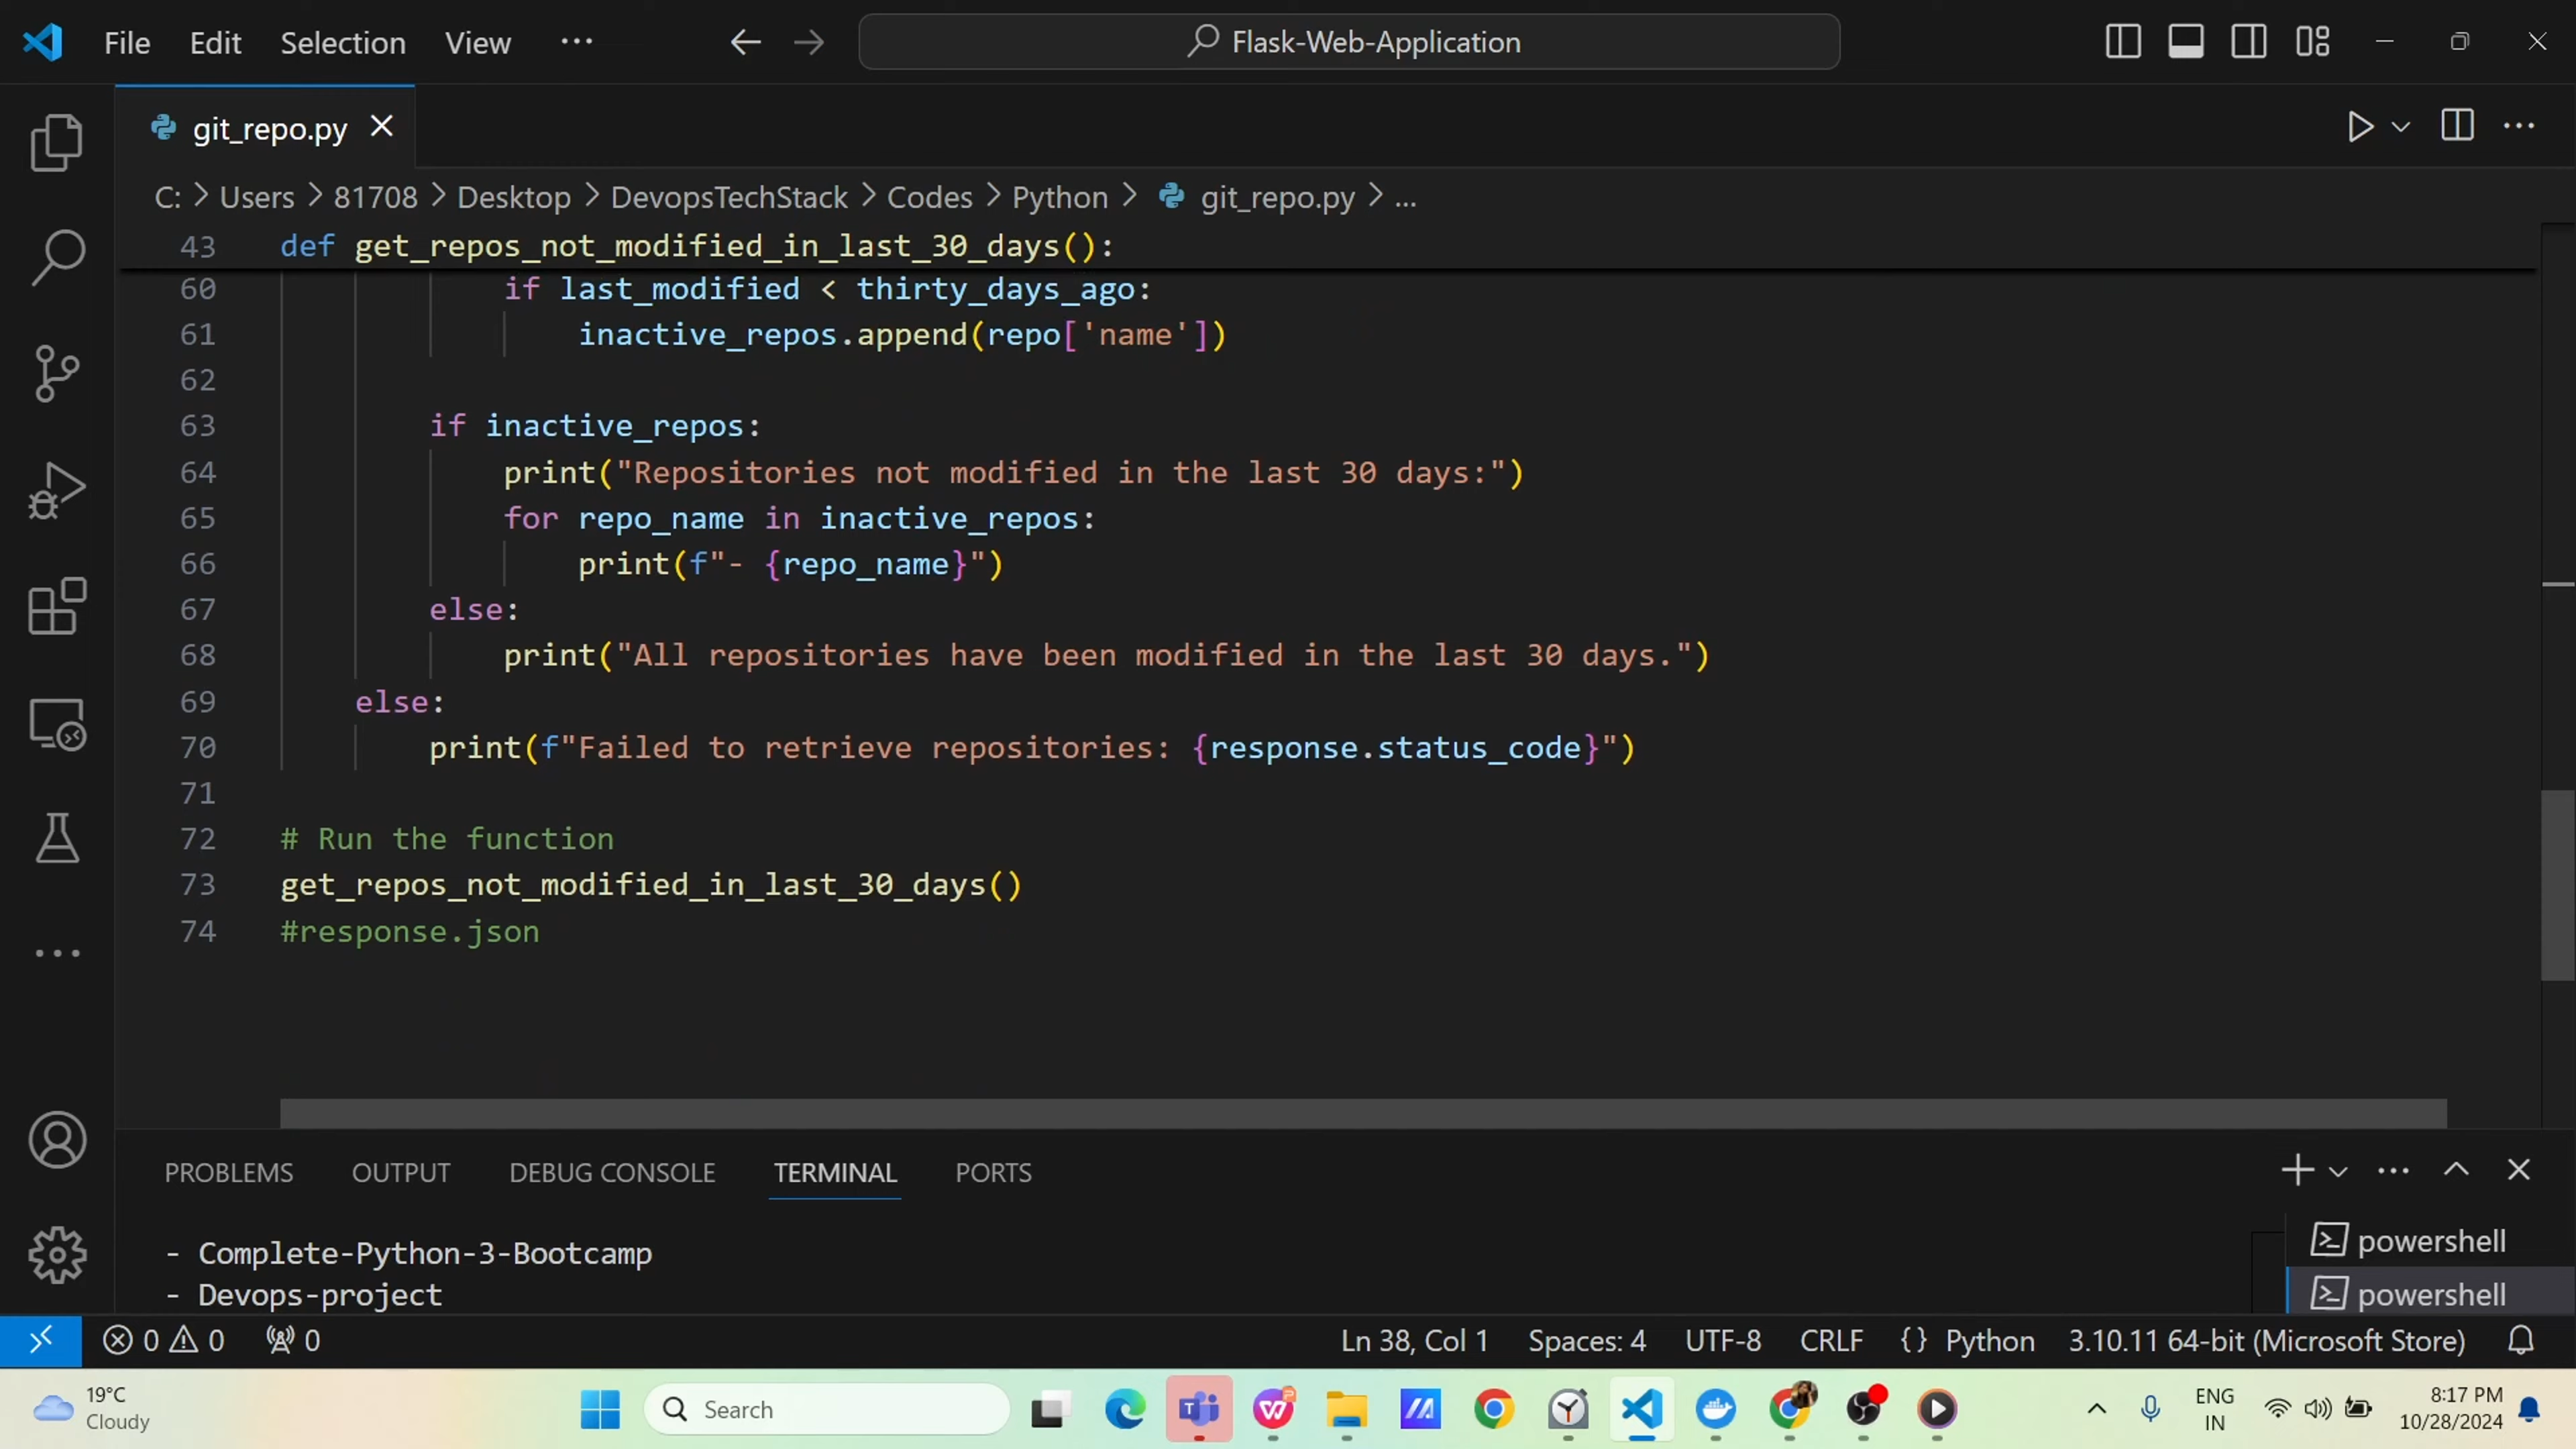 File Edit Selection View ··· Flask-Web-Application
git_repo.py
C: > Users > 81708 > Desktop > DevopsTechStack > Codes > Python > git_repo.py > ...
43 def get_repos_not_modified_in_last_30_days():
60 if last_modified < thirty_days_ago:
61 inactive_repos.append(repo['name'])
62
63 if inactive_repos:
64 print("Repositories not modified in the last 30 days:")
65 for repo_name in inactive_repos:
66 print(f"- {repo_name}")
67 else:
68 print("All repositories have been modified in the last 30 days.")
69 else:
70 print(f"Failed to retrieve repositories: {response.status_code}")
71
72 # Run the function
73 get_repos_not_modified_in_last_30_days()
74 #response.json
PROBLEMS OUTPUT DEBUG CONSOLE TERMINAL PORTS
- Complete-Python-3-Bootcamp
- Devops-project
powershell
powershell
0 0 0 Ln 38, Col 1 Spaces: 4 UTF-8 CRLF {} Python 3.10.11 64-bit (Microsoft Store)
19°C
Cloudy
Search
ENG
IN
8:17 PM
10/28/2024